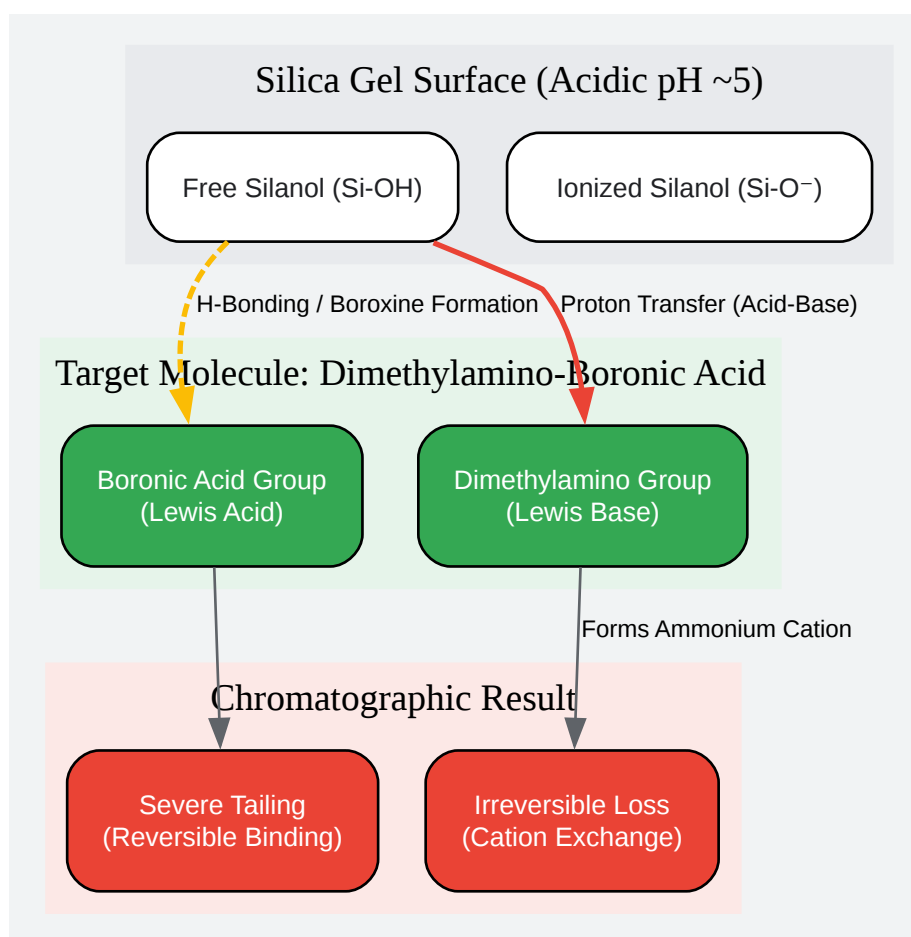 Silica Gel Surface (Acidic pH ~5)
Free Silanol (Si-OH)
Ionized Silanol (Si-O⁻)
H-Bonding / Boroxine Formation
Proton Transfer (Acid-Base)
Target Molecule: Dimethylamino-Boronic Acid
Boronic Acid Group
(Lewis Acid)
Dimethylamino Group
(Lewis Base)
Forms Ammonium Cation
Chromatographic Result
Severe Tailing
(Reversible Binding)
Irreversible Loss
(Cation Exchange)